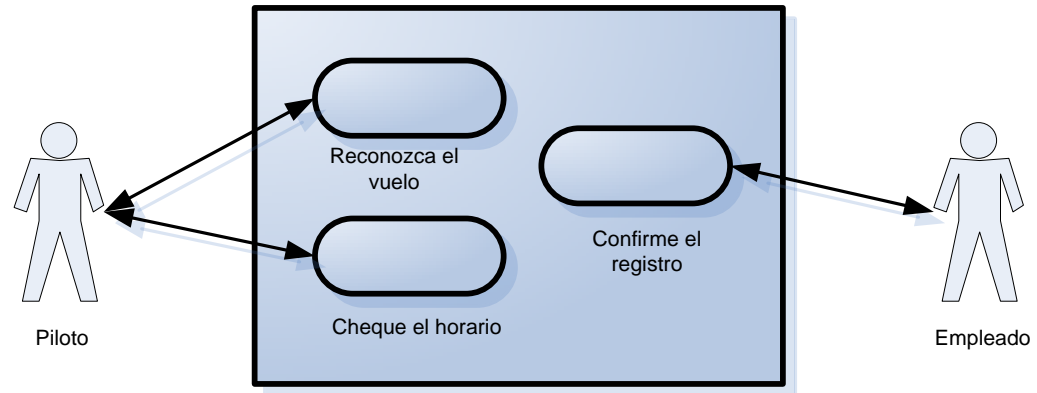 Reconozca el
vuelo
Confirme el
registro
Cheque el horario
Piloto
Empleado